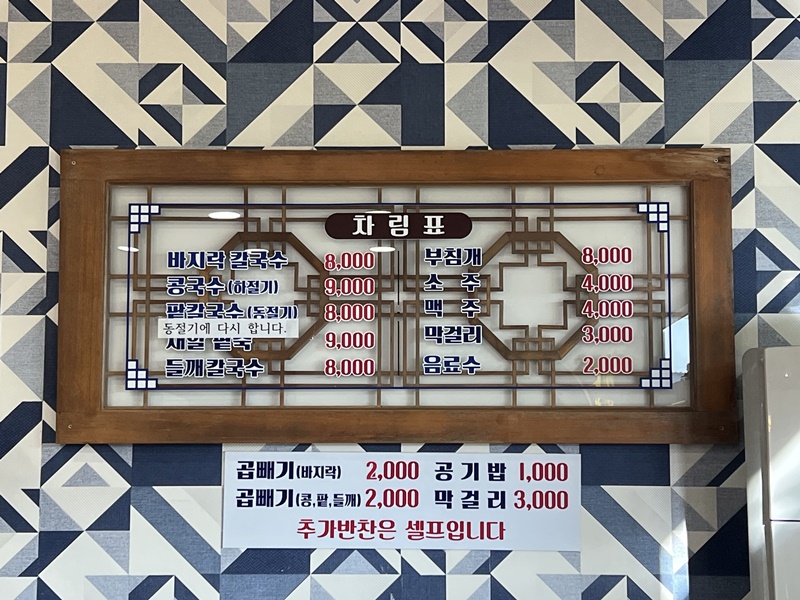 차림표
바지락칼국수 8,000
콩국수(하절기) 9,000
팥칼국수(동절기) 8,000
동절기에 다시 합니다.
새알팥죽 9,000
들깨칼국수 8,000
부침개 8,000
소주 4,000
맥주 4,000
막걸리 3,000
음료수 2,000
곱빼기(바지락) 2,000 공기밥 1,000
곱빼기(콩,팥,들깨) 2,000 막걸리 3,000
추가반찬은 셀프입니다